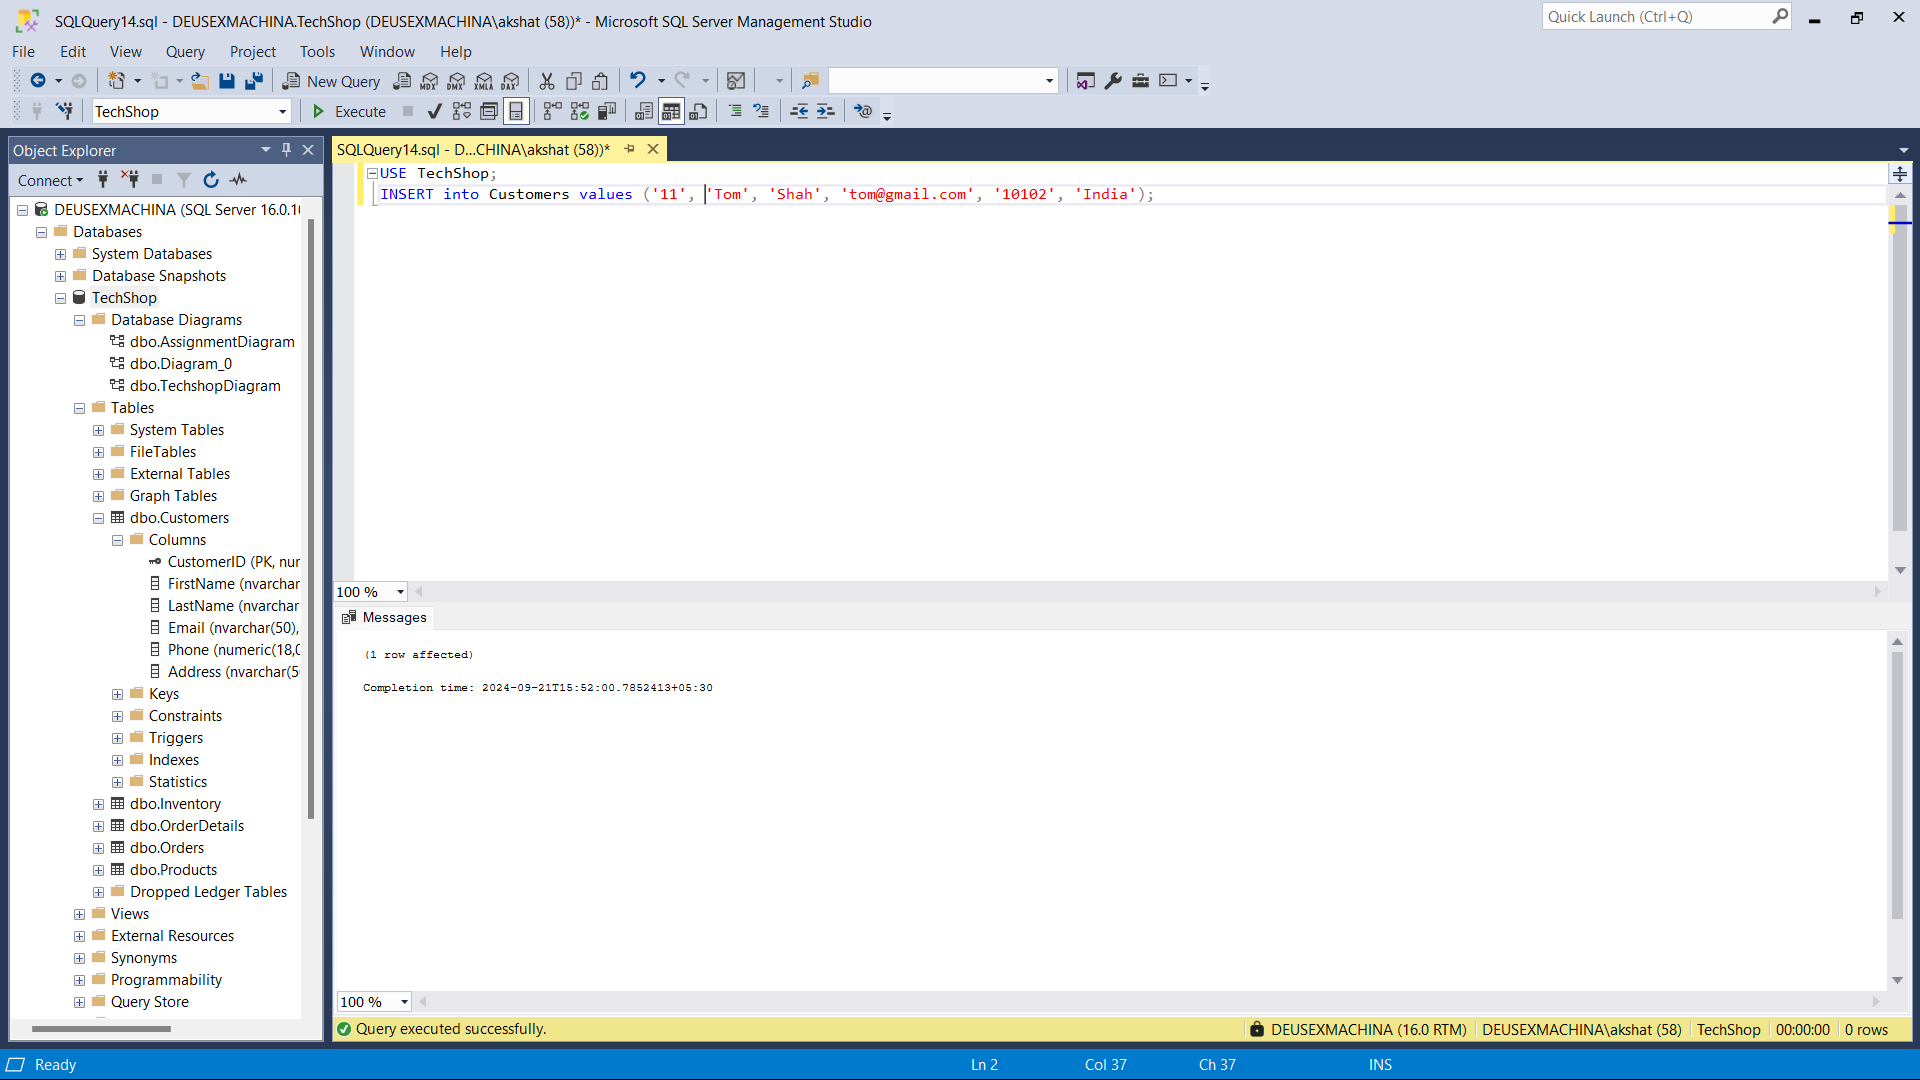 SQLQuery14.sql - DEUSEXMACHINA.TechShop (DEUSEXMACHINA\akshat (58))* - Microsoft SQL Server Management Studio
Quick Launch (Ctrl+Q)
File Edit View Query Project Tools Window Help
New Query MDX DMX XMLA DAX
TechShop Execute
Object Explorer
Connect
DEUSEXMACHINA (SQL Server 16.0.10
Databases
System Databases
Database Snapshots
TechShop
Database Diagrams
dbo.AssignmentDiagram
dbo.Diagram_0
dbo.TechshopDiagram
Tables
System Tables
FileTables
External Tables
Graph Tables
dbo.Customers
Columns
CustomerID (PK, nur
FirstName (nvarchar
LastName (nvarchar
Email (nvarchar(50),
Phone (numeric(18,0
Address (nvarchar(5
Keys
Constraints
Triggers
Indexes
Statistics
dbo.Inventory
dbo.OrderDetails
dbo.Orders
dbo.Products
Dropped Ledger Tables
Views
External Resources
Synonyms
Programmability
Query Store
SQLQuery14.sql - D...CHINA\akshat (58))*
USE TechShop;
INSERT into Customers values ('11', 'Tom', 'Shah', 'tom@gmail.com', '10102', 'India');
100 %
Messages
(1 row affected)
Completion time: 2024-09-21T15:52:00.7852413+05:30
100 %
Query executed successfully.
DEUSEXMACHINA (16.0 RTM) DEUSEXMACHINA\akshat (58) TechShop 00:00:00 0 rows
Ready Ln 2 Col 37 Ch 37 INS